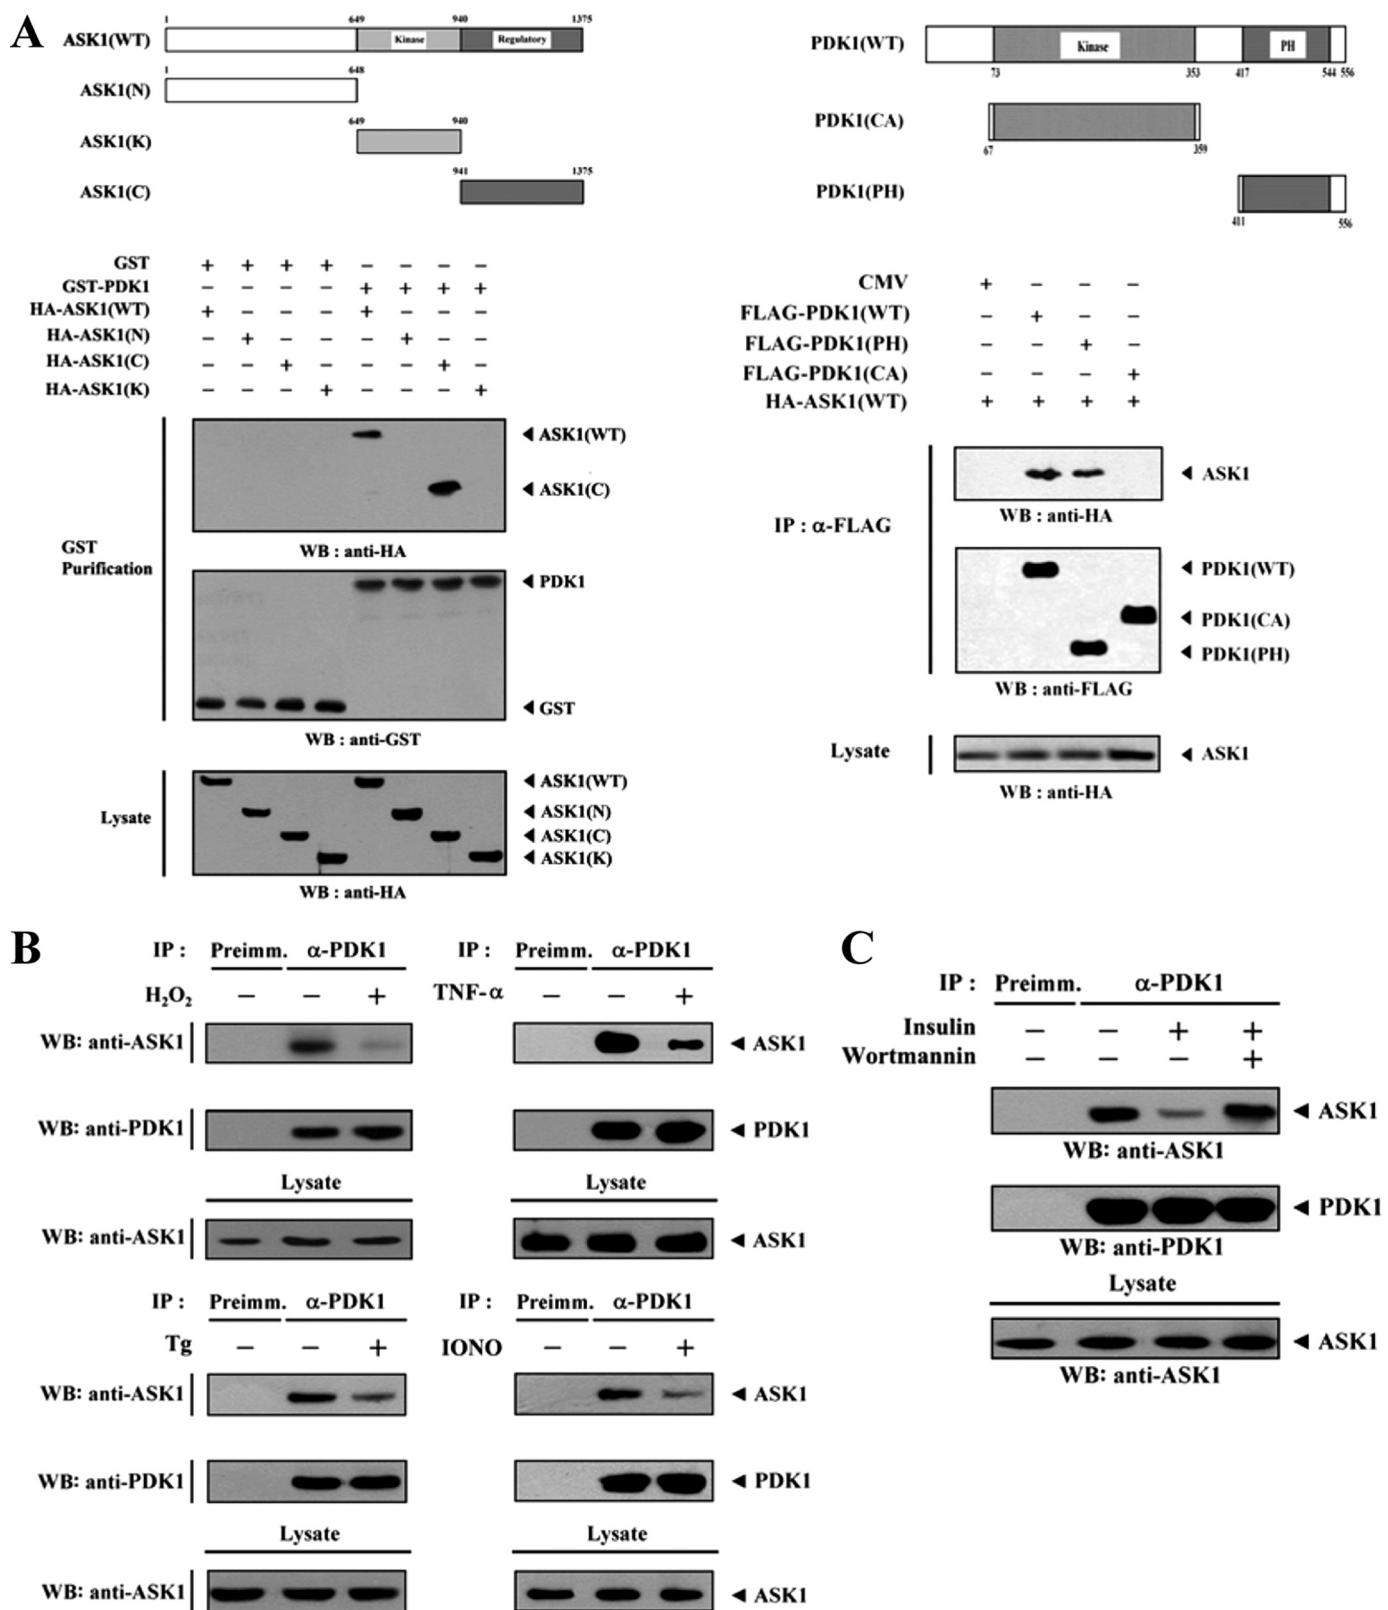 A
1 649 940 1375
ASK1(WT) Kinase Regulatory
1 648
ASK1(N)
649 940
ASK1(K)
941 1375
ASK1(C)
PDK1(WT) Kinase PH
73 353 417 544 556
PDK1(CA)
67 359
PDK1(PH)
411 556
GST + + + + – – – –
GST-PDK1 – – – – + + + +
HA-ASK1(WT) + – – – + – – –
HA-ASK1(N) – + – – – + – –
HA-ASK1(C) – – + – – – + –
HA-ASK1(K) – – – + – – – +
GST Purification
ASK1(WT)
ASK1(C)
WB : anti-HA
PDK1
GST
WB : anti-GST
Lysate
ASK1(WT)
ASK1(N)
ASK1(C)
ASK1(K)
WB : anti-HA
CMV + – – –
FLAG-PDK1(WT) – + – –
FLAG-PDK1(PH) – – + –
FLAG-PDK1(CA) – – – +
HA-ASK1(WT) + + + +
IP : α-FLAG
ASK1
WB : anti-HA
PDK1(WT)
PDK1(CA)
PDK1(PH)
WB : anti-FLAG
Lysate ASK1
WB : anti-HA
B
IP : Preimm. α-PDK1
H2O2 – – +
WB: anti-ASK1
WB: anti-PDK1
Lysate
WB: anti-ASK1
IP : Preimm. α-PDK1
TNF-α – – +
ASK1
PDK1
Lysate
ASK1
IP : Preimm. α-PDK1
Tg – – +
WB: anti-ASK1
WB: anti-PDK1
Lysate
WB: anti-ASK1
IP : Preimm. α-PDK1
IONO – – +
ASK1
PDK1
Lysate
ASK1
C
IP : Preimm. α-PDK1
Insulin – – + +
Wortmannin – – – +
ASK1
WB: anti-ASK1
PDK1
WB: anti-PDK1
Lysate
ASK1
WB: anti-ASK1